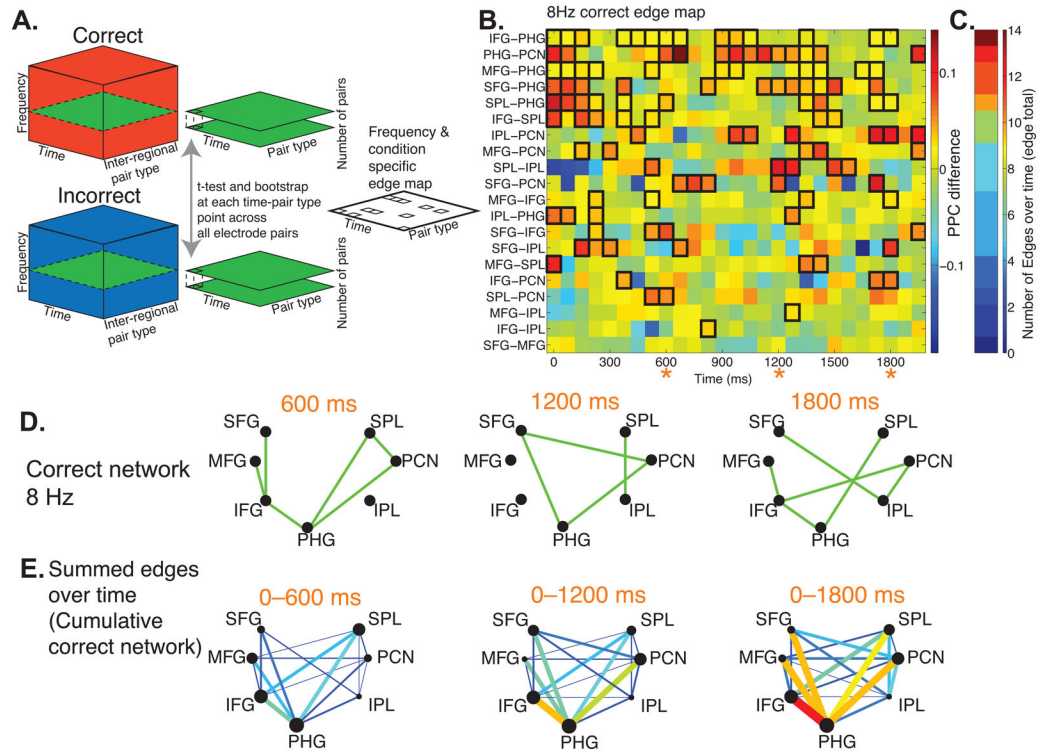 A.
Correct
Frequency
Time
Inter-regional
pair type
Time
Pair type
Number of pairs
Incorrect
t-test and bootstrap
at each time-pair type
point across
all electrode pairs
Frequency &
condition
specific
edge map
Time
Pair type
Frequency
Time
Inter-regional
pair type
Time
Pair type
Number of pairs
B.
8Hz correct edge map
IFG–PHG
PHG–PCN
MFG–PHG
SFG–PHG
SPL–PHG
IFG–SPL
IPL–PCN
MFG–PCN
SPL–IPL
SFG–PCN
MFG–IFG
IPL–PHG
SFG–IFG
SFG–IPL
MFG–SPL
IFG–PCN
SPL–PCN
MFG–IPL
IFG–IPL
SFG–MFG
0 300 600 900 1200 1500 1800
* * *
Time (ms)
0.1
0
−0.1
PPC difference
C.
14
12
10
8
6
4
2
0
Number of Edges over time (edge total)
D.
Correct network
8 Hz
600 ms
SFG
SPL
MFG
PCN
IFG
IPL
PHG
1200 ms
SFG
SPL
MFG
PCN
IFG
IPL
PHG
1800 ms
SFG
SPL
MFG
PCN
IFG
IPL
PHG
E.
Summed edges
over time
(Cumulative
correct network)
0–600 ms
SFG
SPL
MFG
PCN
IFG
IPL
PHG
0–1200 ms
SFG
SPL
MFG
PCN
IFG
IPL
PHG
0–1800 ms
SFG
SPL
MFG
PCN
IFG
IPL
PHG